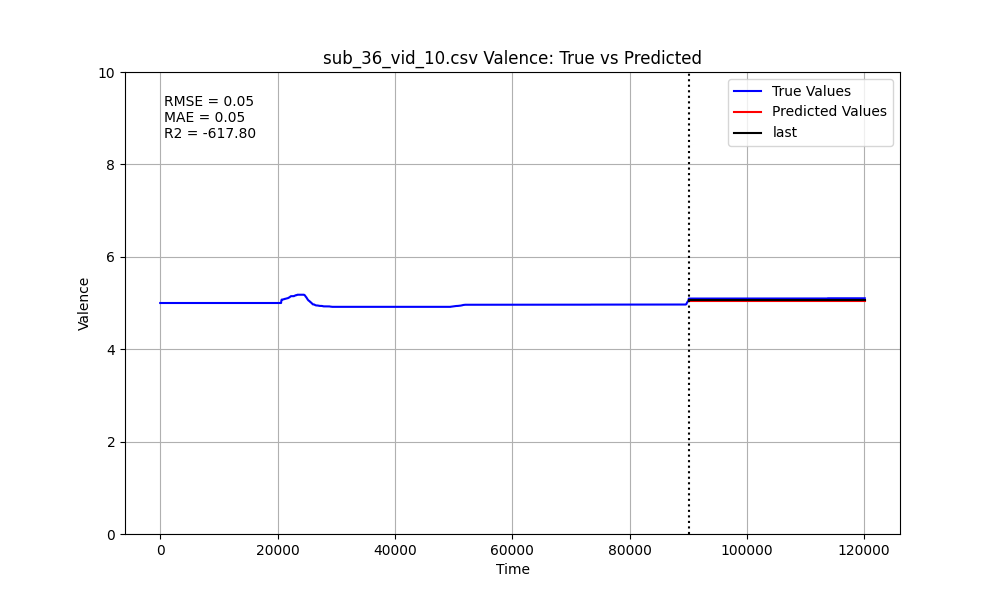 sub_36_vid_10.csv Valence: True vs Predicted
RMSE = 0.05
MAE = 0.05
R2 = -617.80
True Values
Predicted Values
last
10
8
6
4
2
0
Valence
0 20000 40000 60000 80000 100000 120000
Time